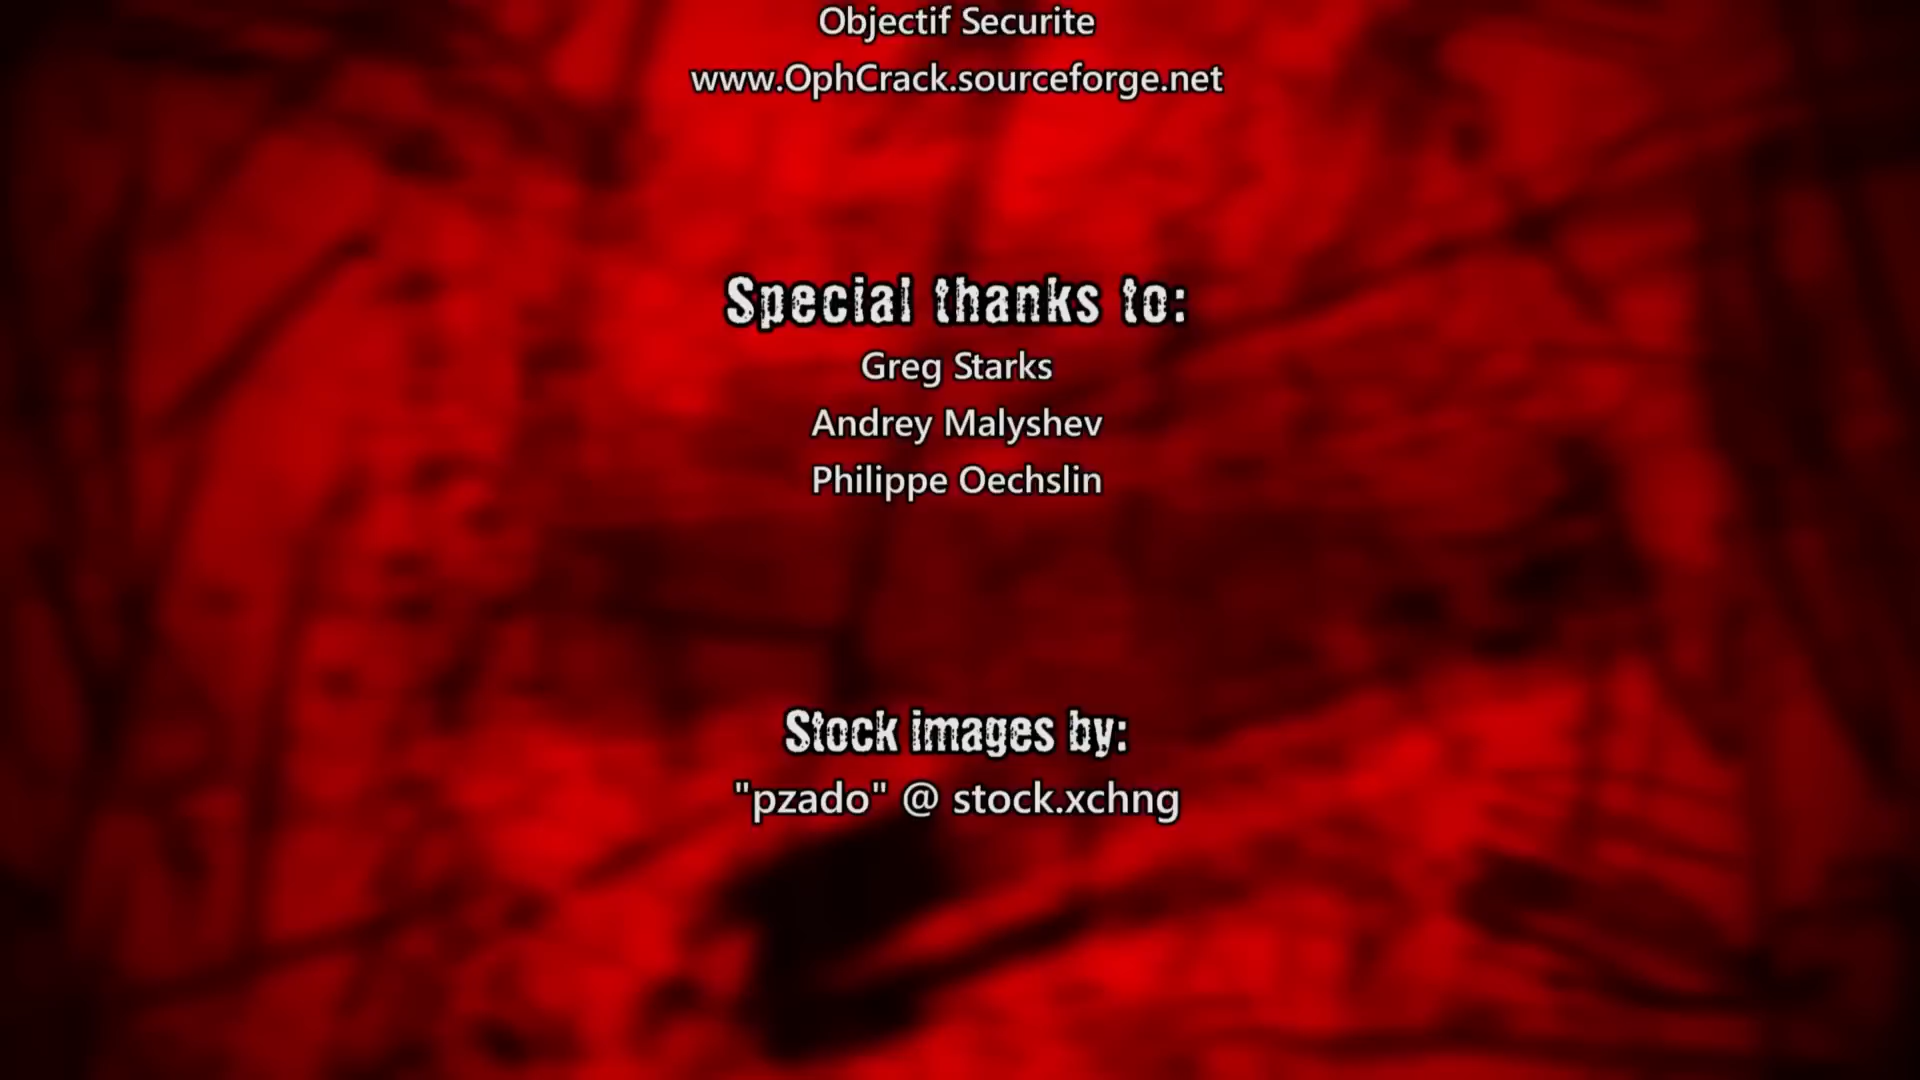 Objectif Securite
www.OphCrack.sourceforge.net
Special thanks to:
Greg Starks
Andrey Malyshev
Philippe Oechslin
Stock images by:
"pzado" @ stock.xchng